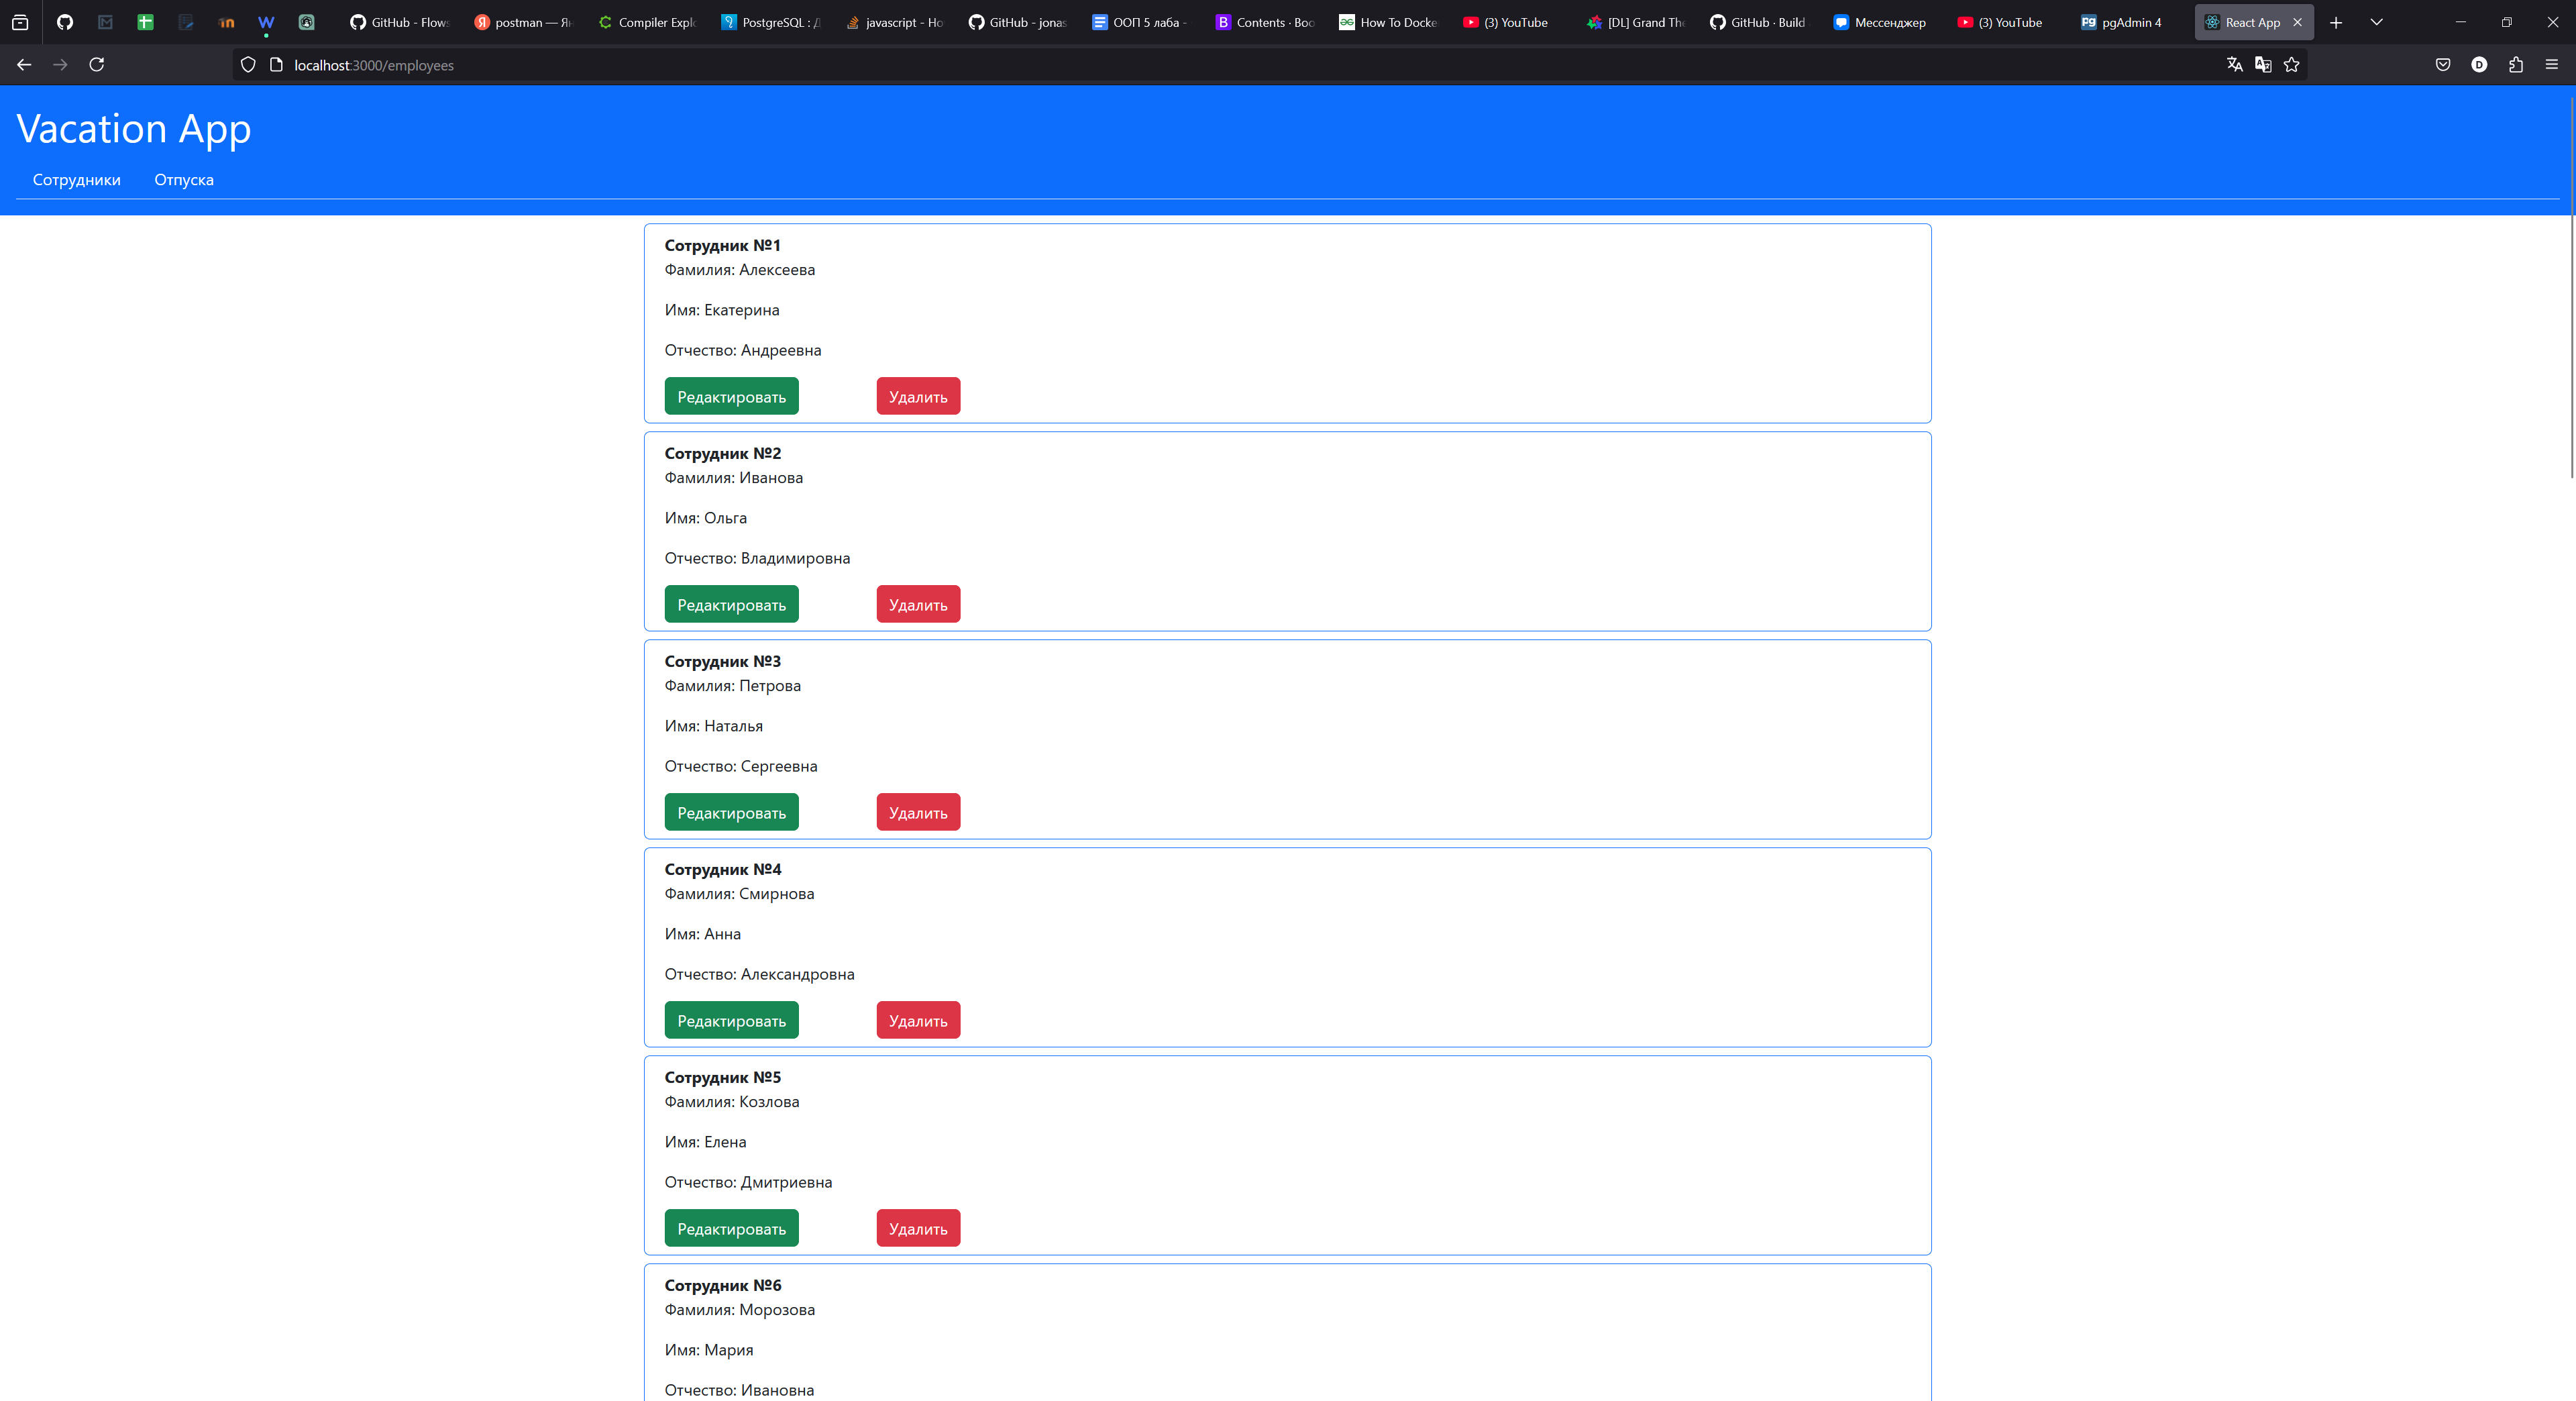 GitHub - Flows
postman — Ян
Compiler Explo
PostgreSQL : Д
javascript - Ho
GitHub - jonas
ООП 5 лаба -
Contents · Boo
How To Docke
(3) YouTube
[DL] Grand The
GitHub · Build
Мессенджер
(3) YouTube
pgAdmin 4
React App
localhost:3000/employees
Vacation App
Сотрудники Отпуска
Сотрудник №1
Фамилия: Алексеева
Имя: Екатерина
Отчество: Андреевна
Редактировать Удалить
Сотрудник №2
Фамилия: Иванова
Имя: Ольга
Отчество: Владимировна
Редактировать Удалить
Сотрудник №3
Фамилия: Петрова
Имя: Наталья
Отчество: Сергеевна
Редактировать Удалить
Сотрудник №4
Фамилия: Смирнова
Имя: Анна
Отчество: Александровна
Редактировать Удалить
Сотрудник №5
Фамилия: Козлова
Имя: Елена
Отчество: Дмитриевна
Редактировать Удалить
Сотрудник №6
Фамилия: Морозова
Имя: Мария
Отчество: Ивановна